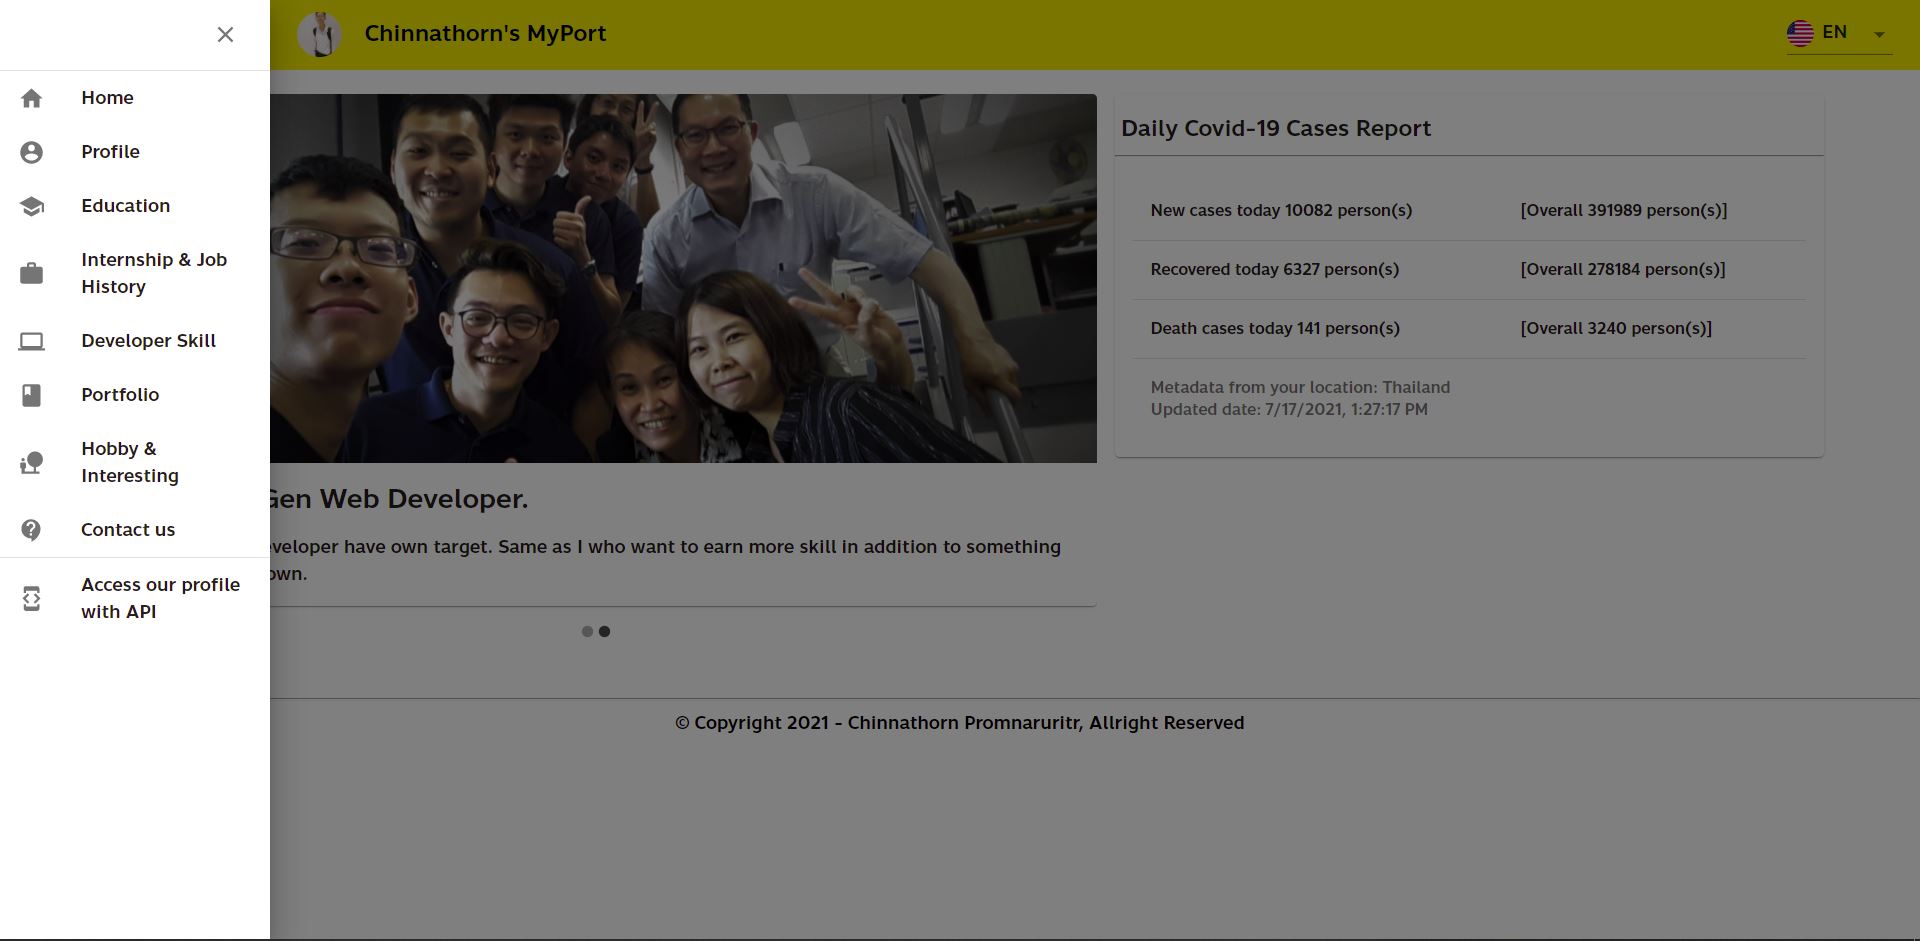 Chinnathorn's MyPort
EN
Home
Profile
Education
Internship & Job
History
Developer Skill
Portfolio
Hobby &
Interesting
Contact us
Access our profile
with API
Gen Web Developer.
eveloper have own target. Same as I who want to earn more skill in addition to something
own.
Daily Covid-19 Cases Report
New cases today 10082 person(s) [Overall 391989 person(s)]
Recovered today 6327 person(s) [Overall 278184 person(s)]
Death cases today 141 person(s) [Overall 3240 person(s)]
Metadata from your location: Thailand
Updated date: 7/17/2021, 1:27:17 PM
© Copyright 2021 - Chinnathorn Promnaruritr, Allright Reserved